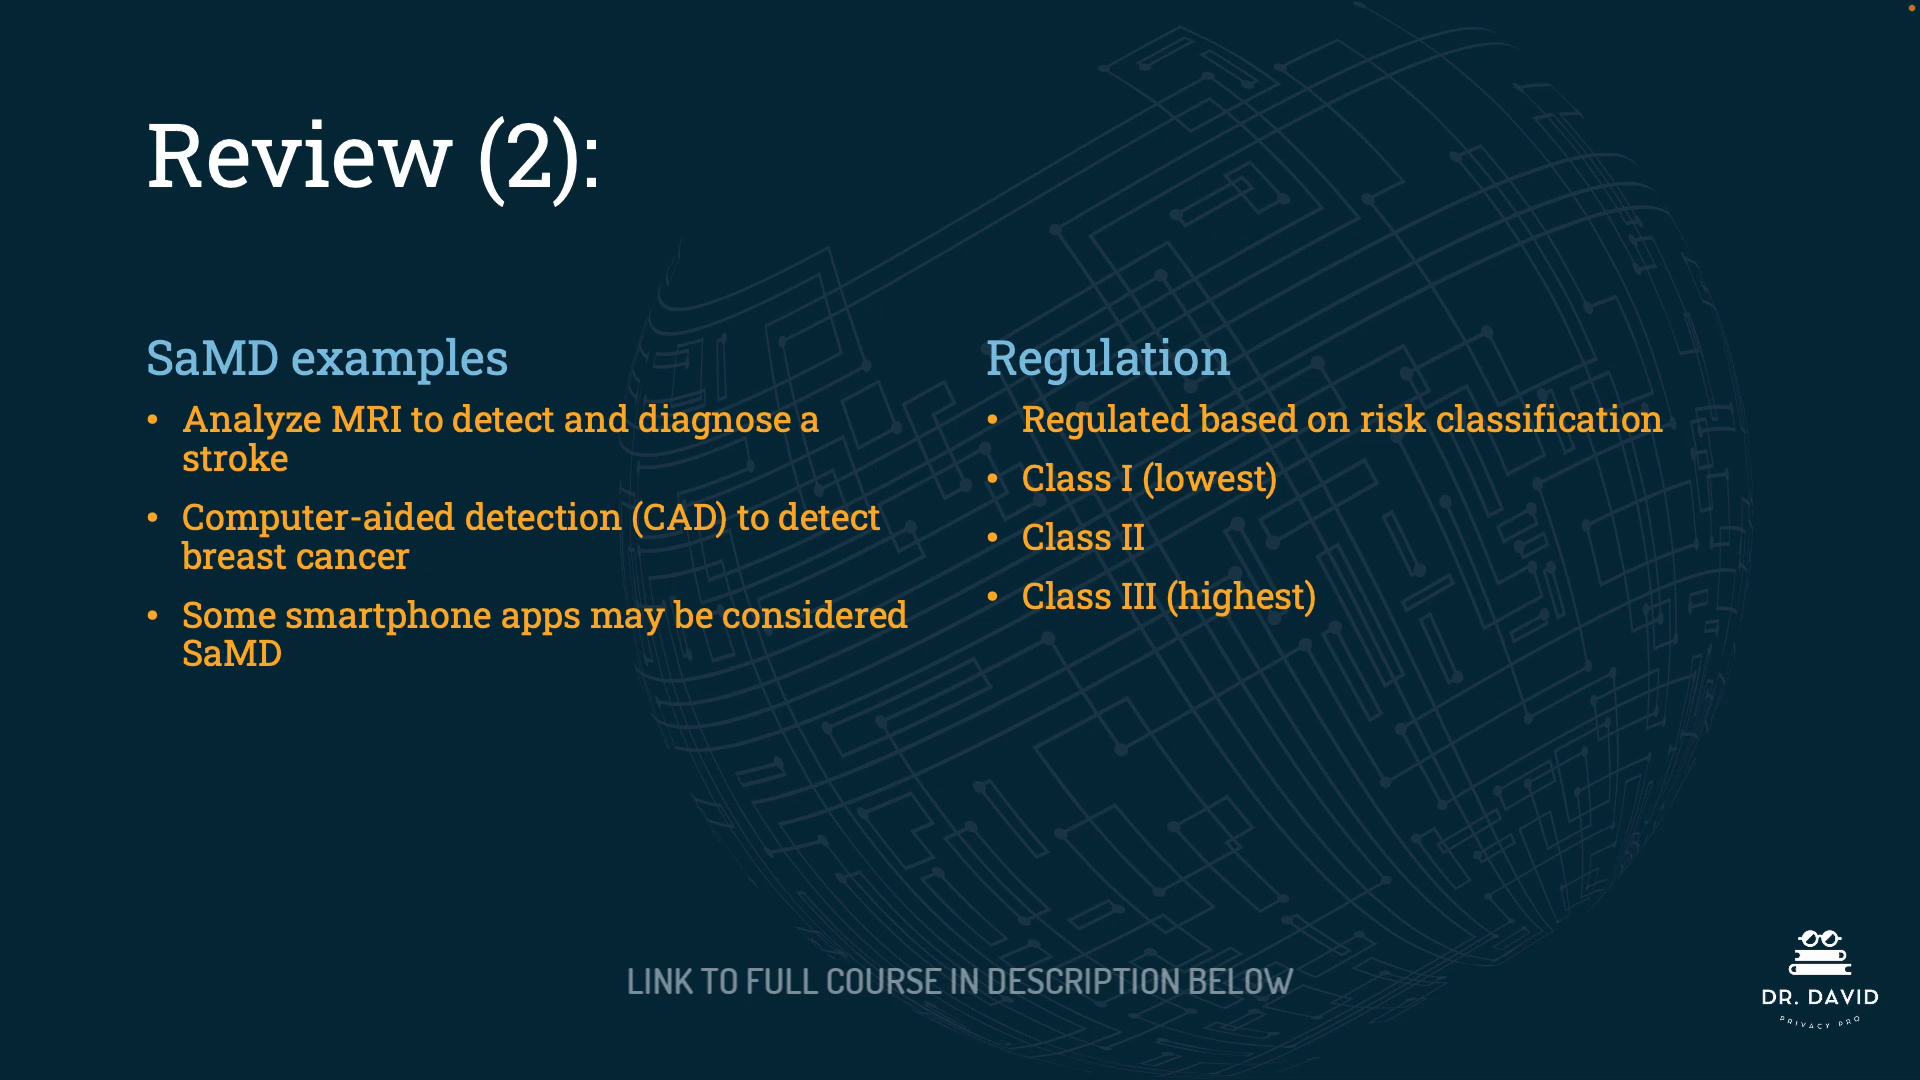 Review (2):
SaMD examples
• Analyze MRI to detect and diagnose a
stroke
• Computer-aided detection (CAD) to detect
breast cancer
• Some smartphone apps may be considered
SaMD
Regulation
• Regulated based on risk classification
• Class I (lowest)
• Class II
• Class III (highest)
LINK TO FULL COURSE IN DESCRIPTION BELOW
DR. DAVID
PRIVACY PRO